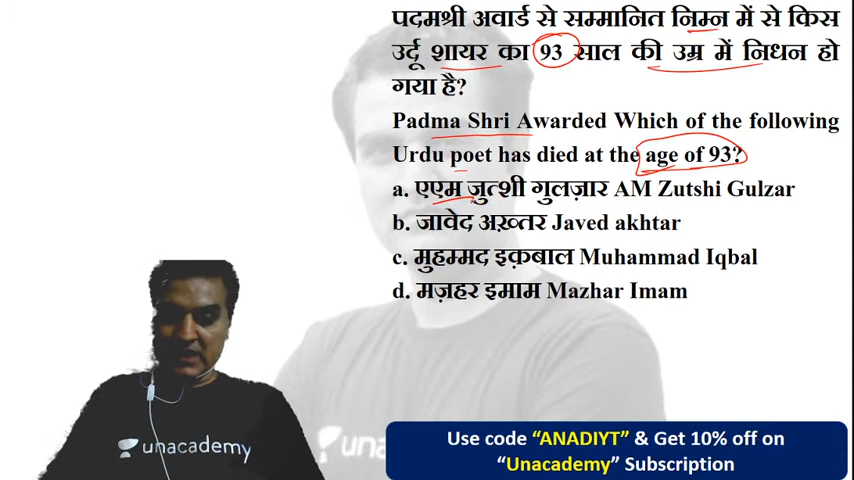 पदमश्री अवार्ड से सम्मानित निम्न में से किस
उर्दू शायर का 93 साल की उम्र में निधन हो
गया है?
Padma Shri Awarded Which of the following
Urdu poet has died at the age of 93?
a. एएम ज़ुत्शी गुलज़ार AM Zutshi Gulzar
b. जावेद अख़्तर Javed akhtar
c. मुहम्मद इक़बाल Muhammad Iqbal
d. मज़हर इमाम Mazhar Imam
unacademy
una
Use code “ANADIYT” & Get 10% off on
“Unacademy” Subscription